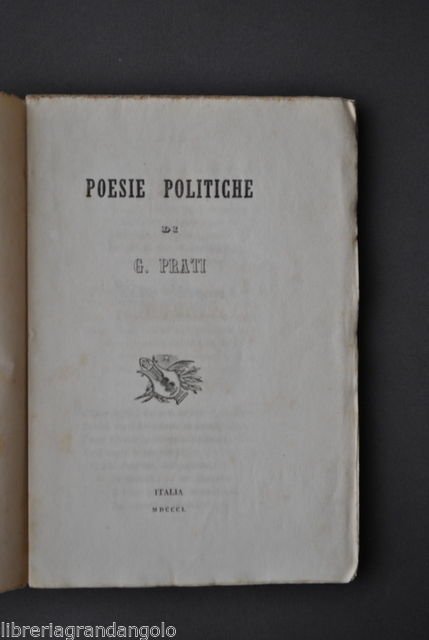 POESIE POLITICHE
DI
G. PRATI
ITALIA
MDCCCL
libreriagrandangolo